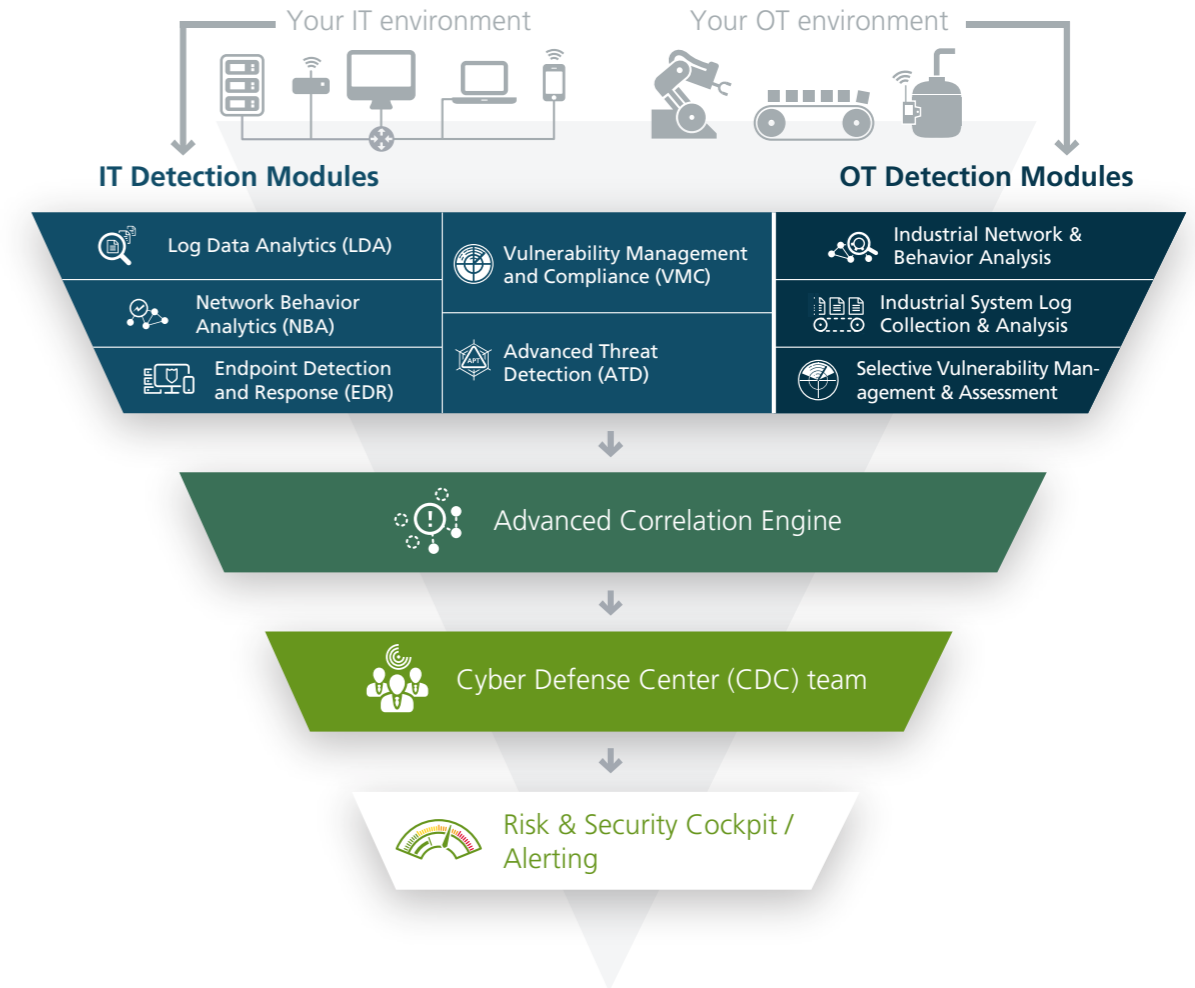 Your IT environment
Your OT environment
IT Detection Modules
OT Detection Modules
Log Data Analytics (LDA)
Network Behavior
Analytics (NBA)
Endpoint Detection
and Response (EDR)
Vulnerability Management
and Compliance (VMC)
APT
Advanced Threat
Detection (ATD)
Industrial Network &
Behavior Analysis
Industrial System Log
Collection & Analysis
Selective Vulnerability Man-
agement & Assessment
Advanced Correlation Engine
Cyber Defense Center (CDC) team
Risk & Security Cockpit /
Alerting